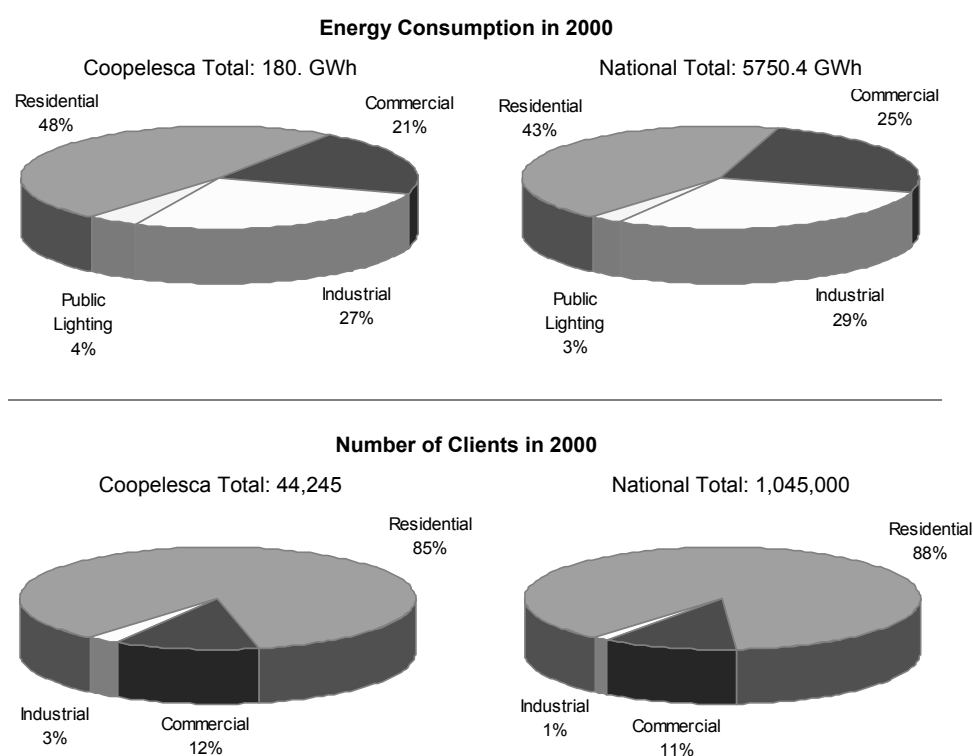 Energy Consumption in 2000
Coopelesca Total: 180. GWh
Residential
48%
Commercial
21%
Public
Lighting
4%
Industrial
27%
National Total: 5750.4 GWh
Residential
43%
Commercial
25%
Public
Lighting
3%
Industrial
29%
Number of Clients in 2000
Coopelesca Total: 44,245
Residential
85%
Industrial
3%
Commercial
12%
National Total: 1,045,000
Residential
88%
Industrial
1%
Commercial
11%